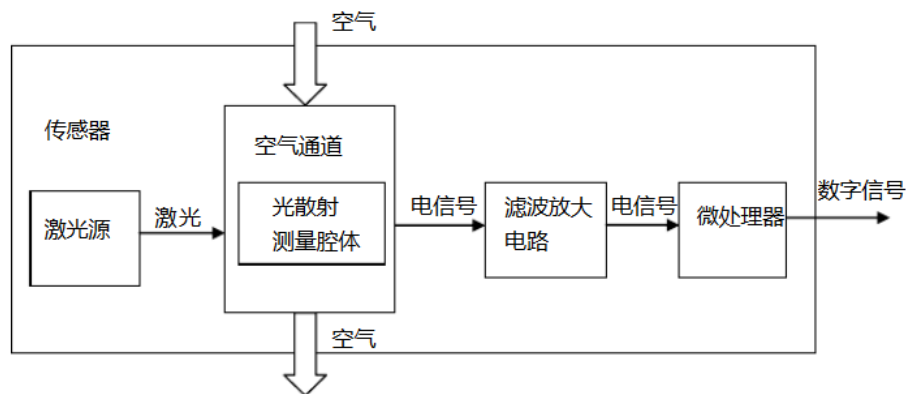 空气
传感器
空气通道
激光源
激光
光散射
测量腔体
电信号
滤波放大
电路
电信号
微处理器
数字信号
空气